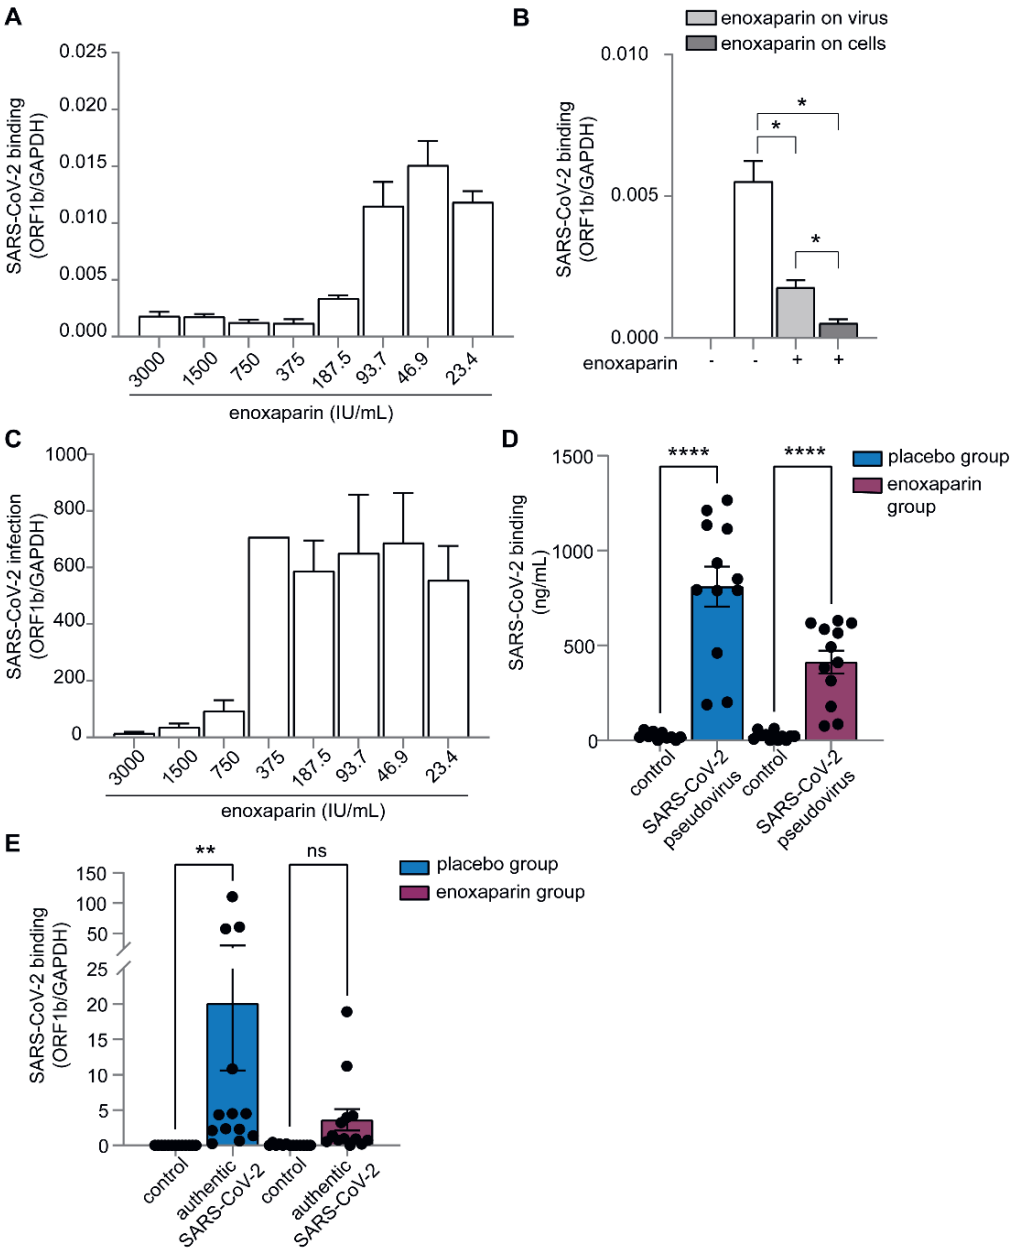 A
SARS-CoV-2 binding
(ORF1b/GAPDH)
0.025
0.020
0.015
0.010
0.005
0.000
3000 1500 750 375 187.5 93.7 46.9 23.4
enoxaparin (IU/mL)
B
enoxaparin on virus
enoxaparin on cells
SARS-CoV-2 binding
(ORF1b/GAPDH)
0.010
0.005
0.000
*
*
*
enoxaparin - - + +
C
SARS-CoV-2 infection
(ORF1b/GAPDH)
1000
800
600
400
200
0
3000 1500 750 375 187.5 93.7 46.9 23.4
enoxaparin (IU/mL)
D
placebo group
enoxaparin
group
SARS-CoV-2 binding
(ng/mL)
1500
1000
500
0
**** ****
control
SARS-CoV-2
pseudovirus
control
SARS-CoV-2
pseudovirus
E
placebo group
enoxaparin group
SARS-CoV-2 binding
(ORF1b/GAPDH)
150
100
50
25
20
15
10
5
0
** ns
control
authentic
SARS-CoV-2
control
authentic
SARS-CoV-2